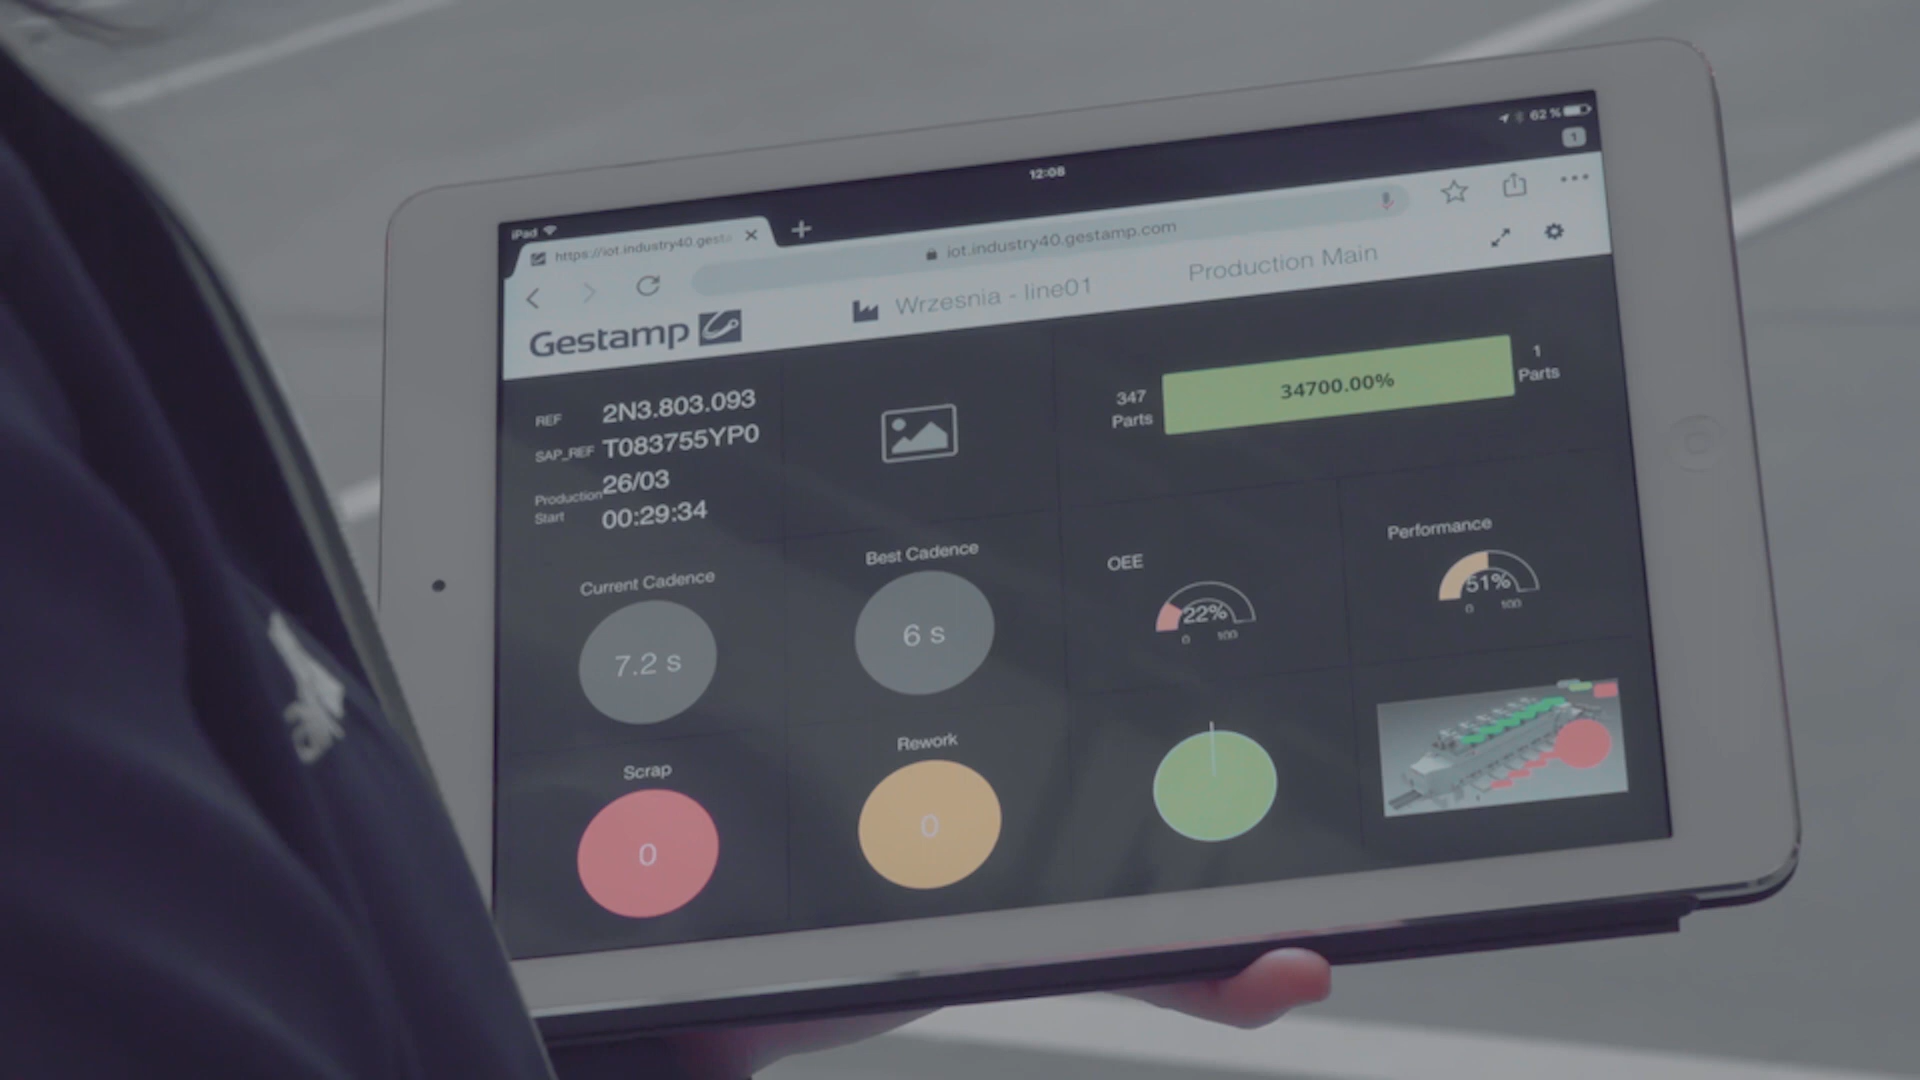 12:08
62 %
1
iPad
https://iot.industry40.gesta
iot.industry40.gestamp.com
Gestamp
Wrzesnia - line01
Production Main
REF 2N3.803.093
SAP_REF T083755YP0
Production Start 26/03
00:29:34
347 Parts
34700.00%
1 Parts
Current Cadence
7.2 s
Best Cadence
6 s
OEE
22%
0 100
Performance
51%
0 100
Scrap
0
Rework
0